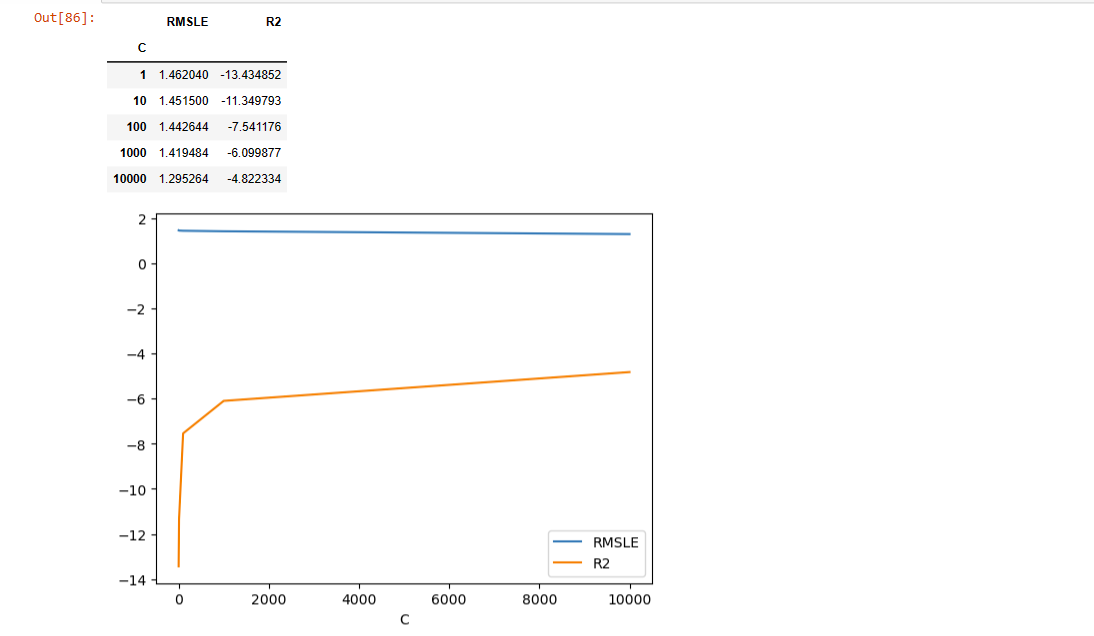 Out[86]:
RMSLE R2
C
1 1.462040 -13.434852
10 1.451500 -11.349793
100 1.442644 -7.541176
1000 1.419484 -6.099877
10000 1.295264 -4.822334
2
0
−2
−4
−6
−8
−10
−12
−14
RMSLE
R2
0 2000 4000 6000 8000 10000
C